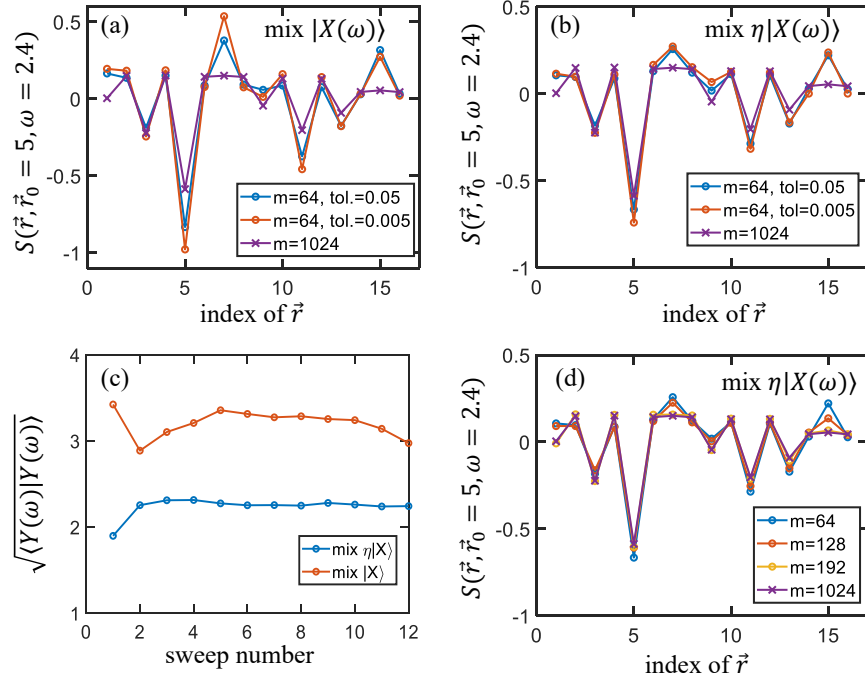 (a)
mix |X(ω)⟩
S(r⃗, r⃗₀ = 5, ω = 2.4)
0.5
0
-0.5
-1
m=64, tol.=0.05
m=64, tol.=0.005
m=1024
0
5
10
15
index of r⃗
(b)
mix η|X(ω)⟩
S(r⃗, r⃗₀ = 5, ω = 2.4)
0.5
0
-0.5
-1
m=64, tol=0.05
m=64, tol=0.005
m=1024
0
5
10
15
index of r⃗
(c)
√⟨Y(ω)|Y(ω)⟩
4
3
2
1
mix η|X⟩
mix |X⟩
0
2
4
6
8
10
12
sweep number
(d)
mix η|X(ω)⟩
S(r⃗, r⃗₀ = 5, ω = 2.4)
0.5
0
-0.5
-1
m=64
m=128
m=192
m=1024
0
5
10
15
index of r⃗